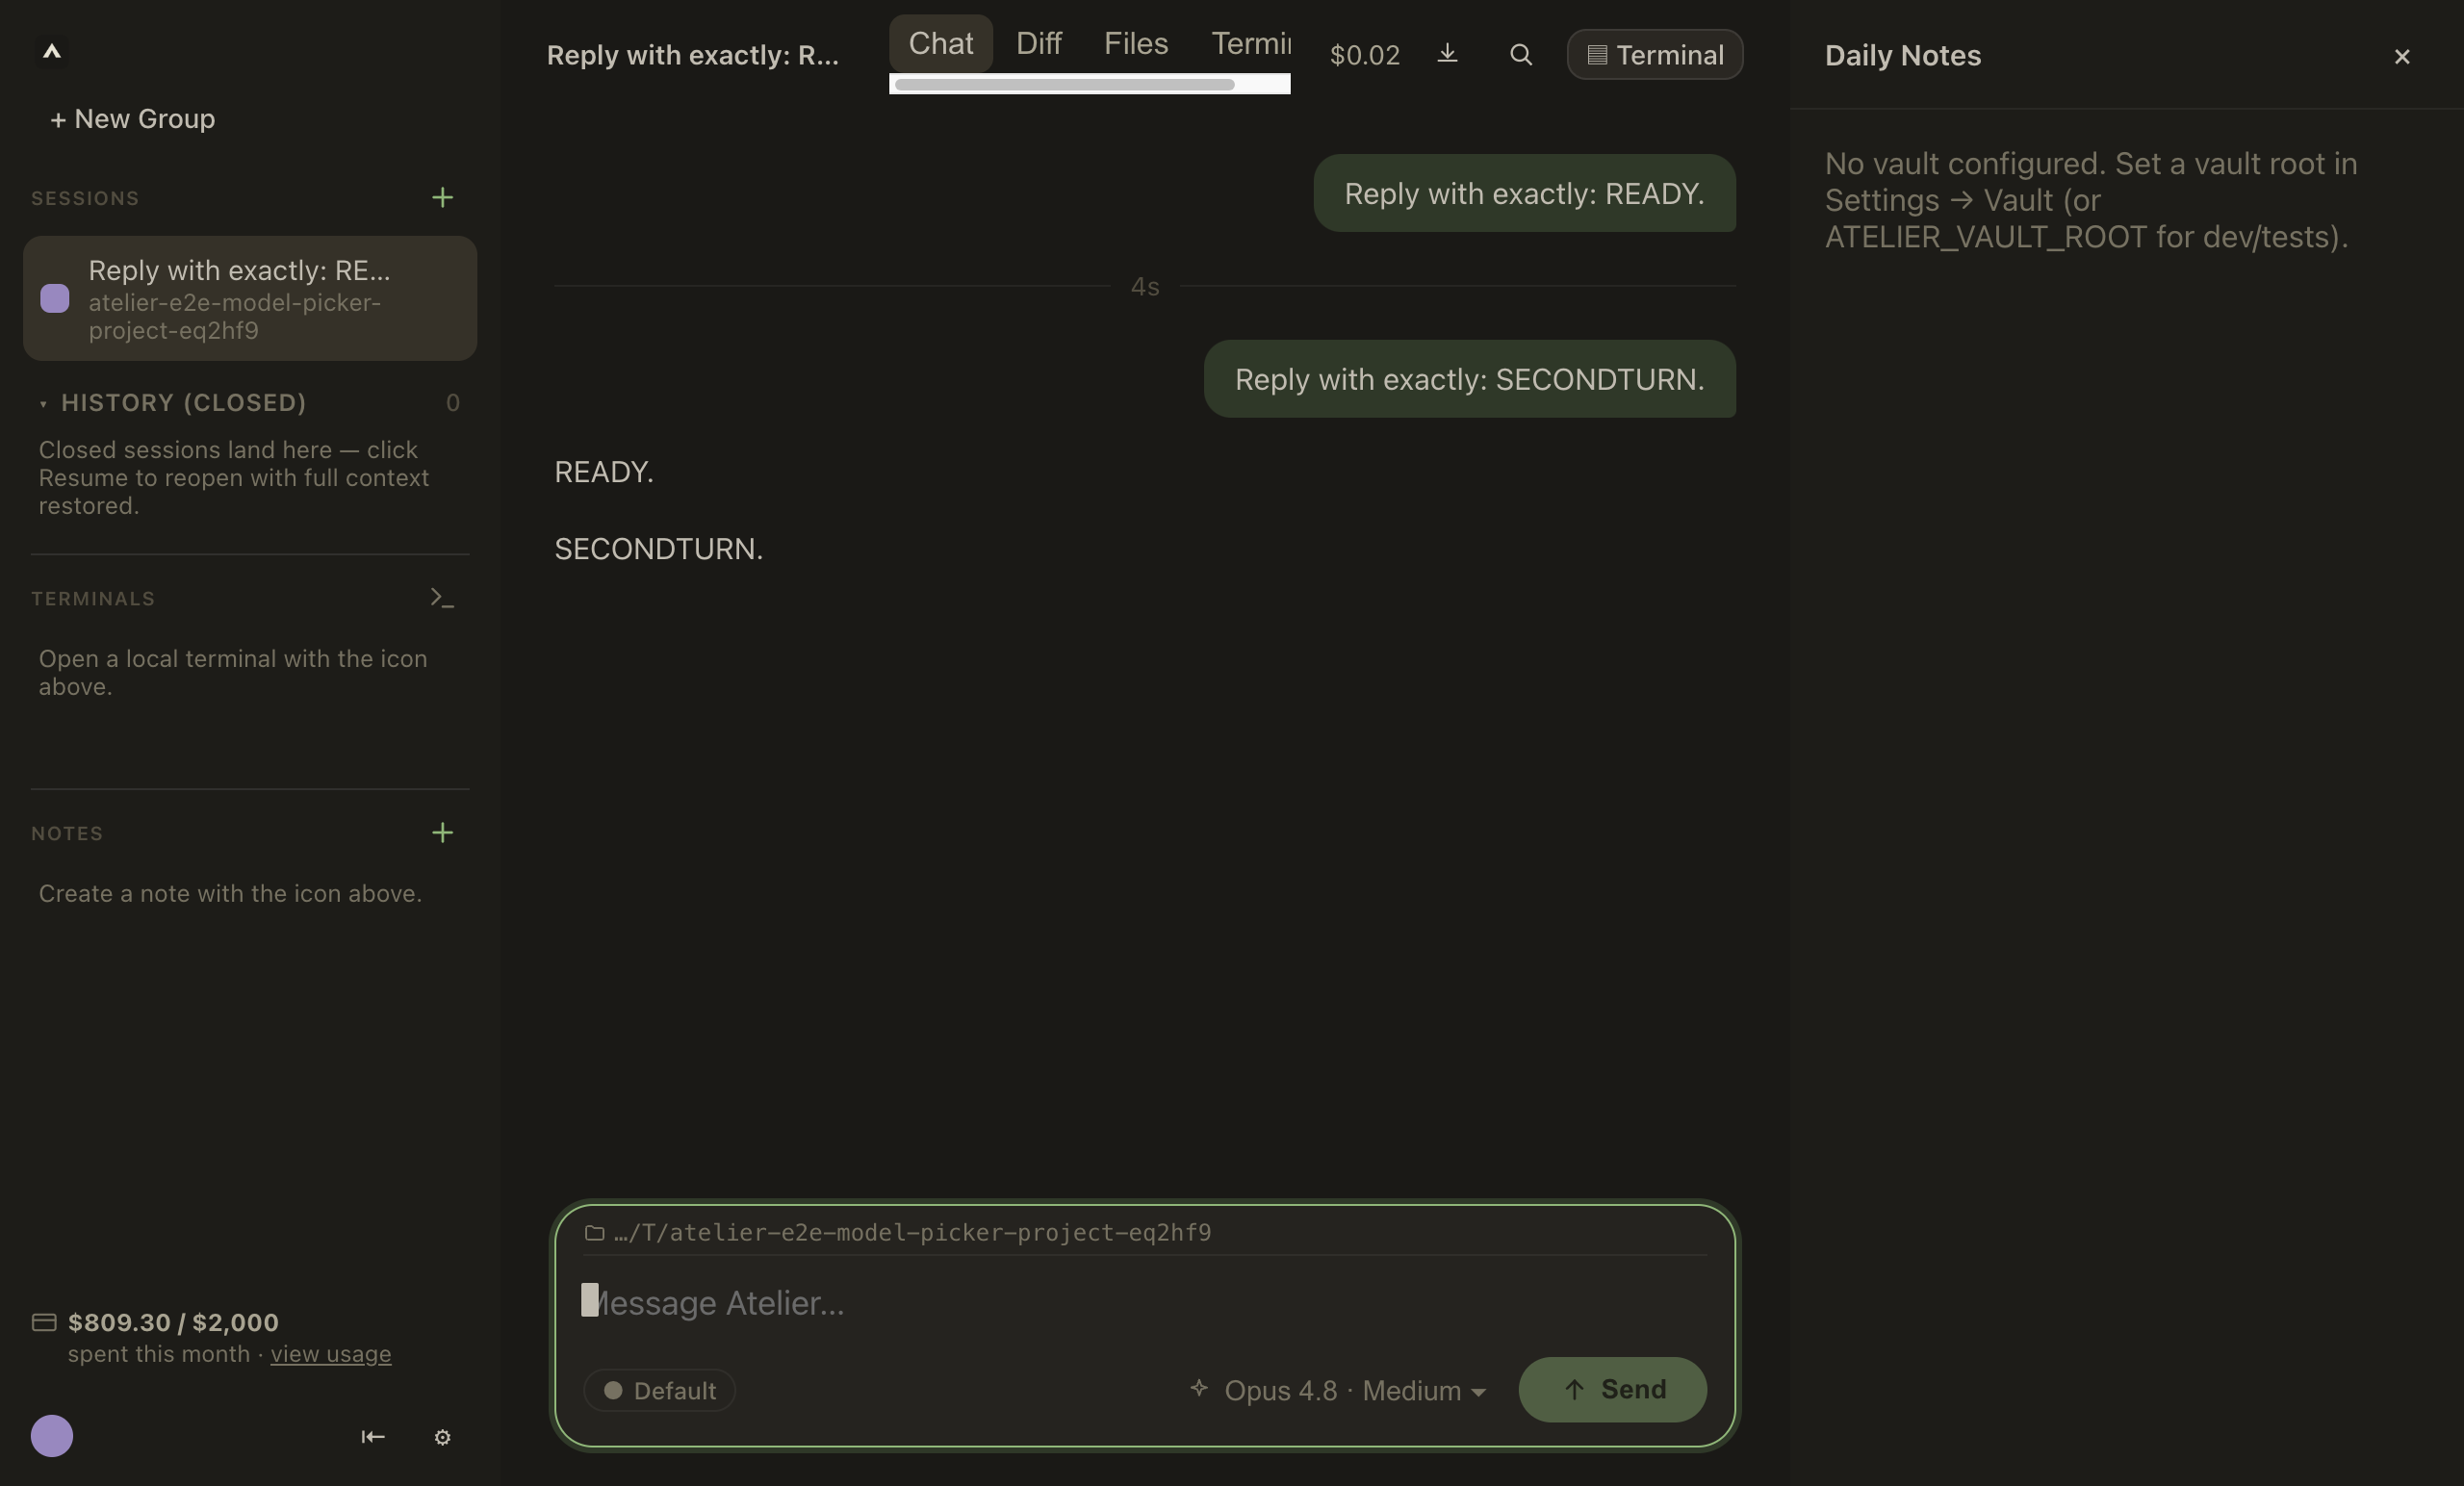 + New Group
SESSIONS
Reply with exactly: RE...
atelier-e2e-model-picker-
project-eq2hf9
HISTORY (CLOSED) 0
Closed sessions land here — click
Resume to reopen with full context
restored.
TERMINALS
Open a local terminal with the icon
above.
NOTES
Create a note with the icon above.
$809.30 / $2,000
spent this month · view usage
Reply with exactly: R...
Chat Diff Files Termi
$0.02
Terminal
Reply with exactly: READY.
4s
Reply with exactly: SECONDTURN.
READY.
SECONDTURN.
…/T/atelier-e2e-model-picker-project-eq2hf9
Message Atelier...
Default
Opus 4.8 · Medium
Send
Daily Notes
No vault configured. Set a vault root in
Settings → Vault (or
ATELIER_VAULT_ROOT for dev/tests).